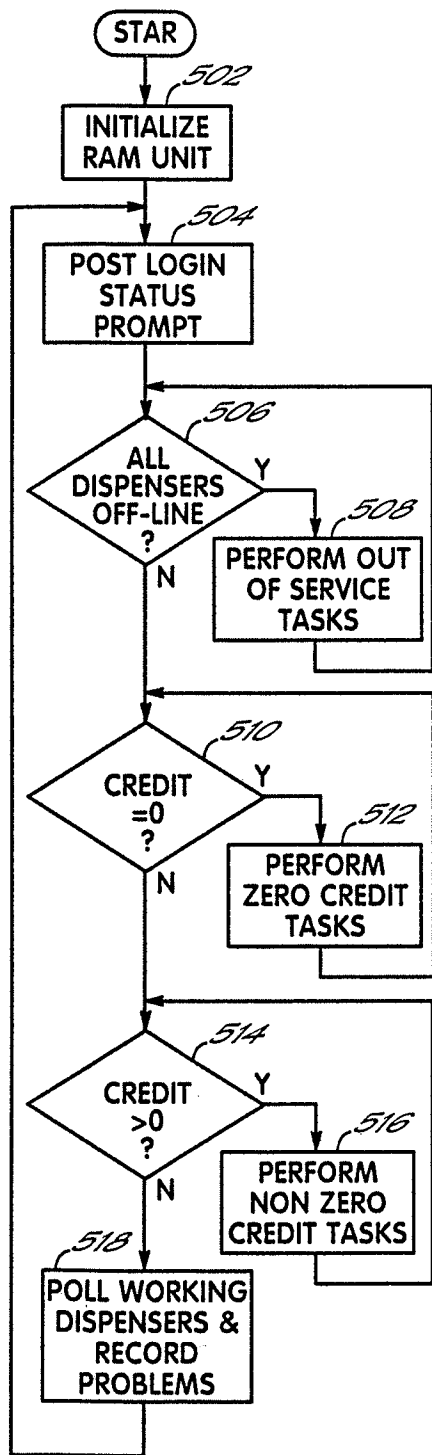 STAR
502
INITIALIZE
RAM UNIT
504
POST LOGIN
STATUS
PROMPT
506
ALL
DISPENSERS
OFF-LINE
?
Y
N
508
PERFORM OUT
OF SERVICE
TASKS
510
CREDIT
=0
?
Y
N
512
PERFORM
ZERO CREDIT
TASKS
514
CREDIT
>0
?
Y
N
516
PERFORM
NON ZERO
CREDIT TASKS
518
POLL WORKING
DISPENSERS &
RECORD
PROBLEMS